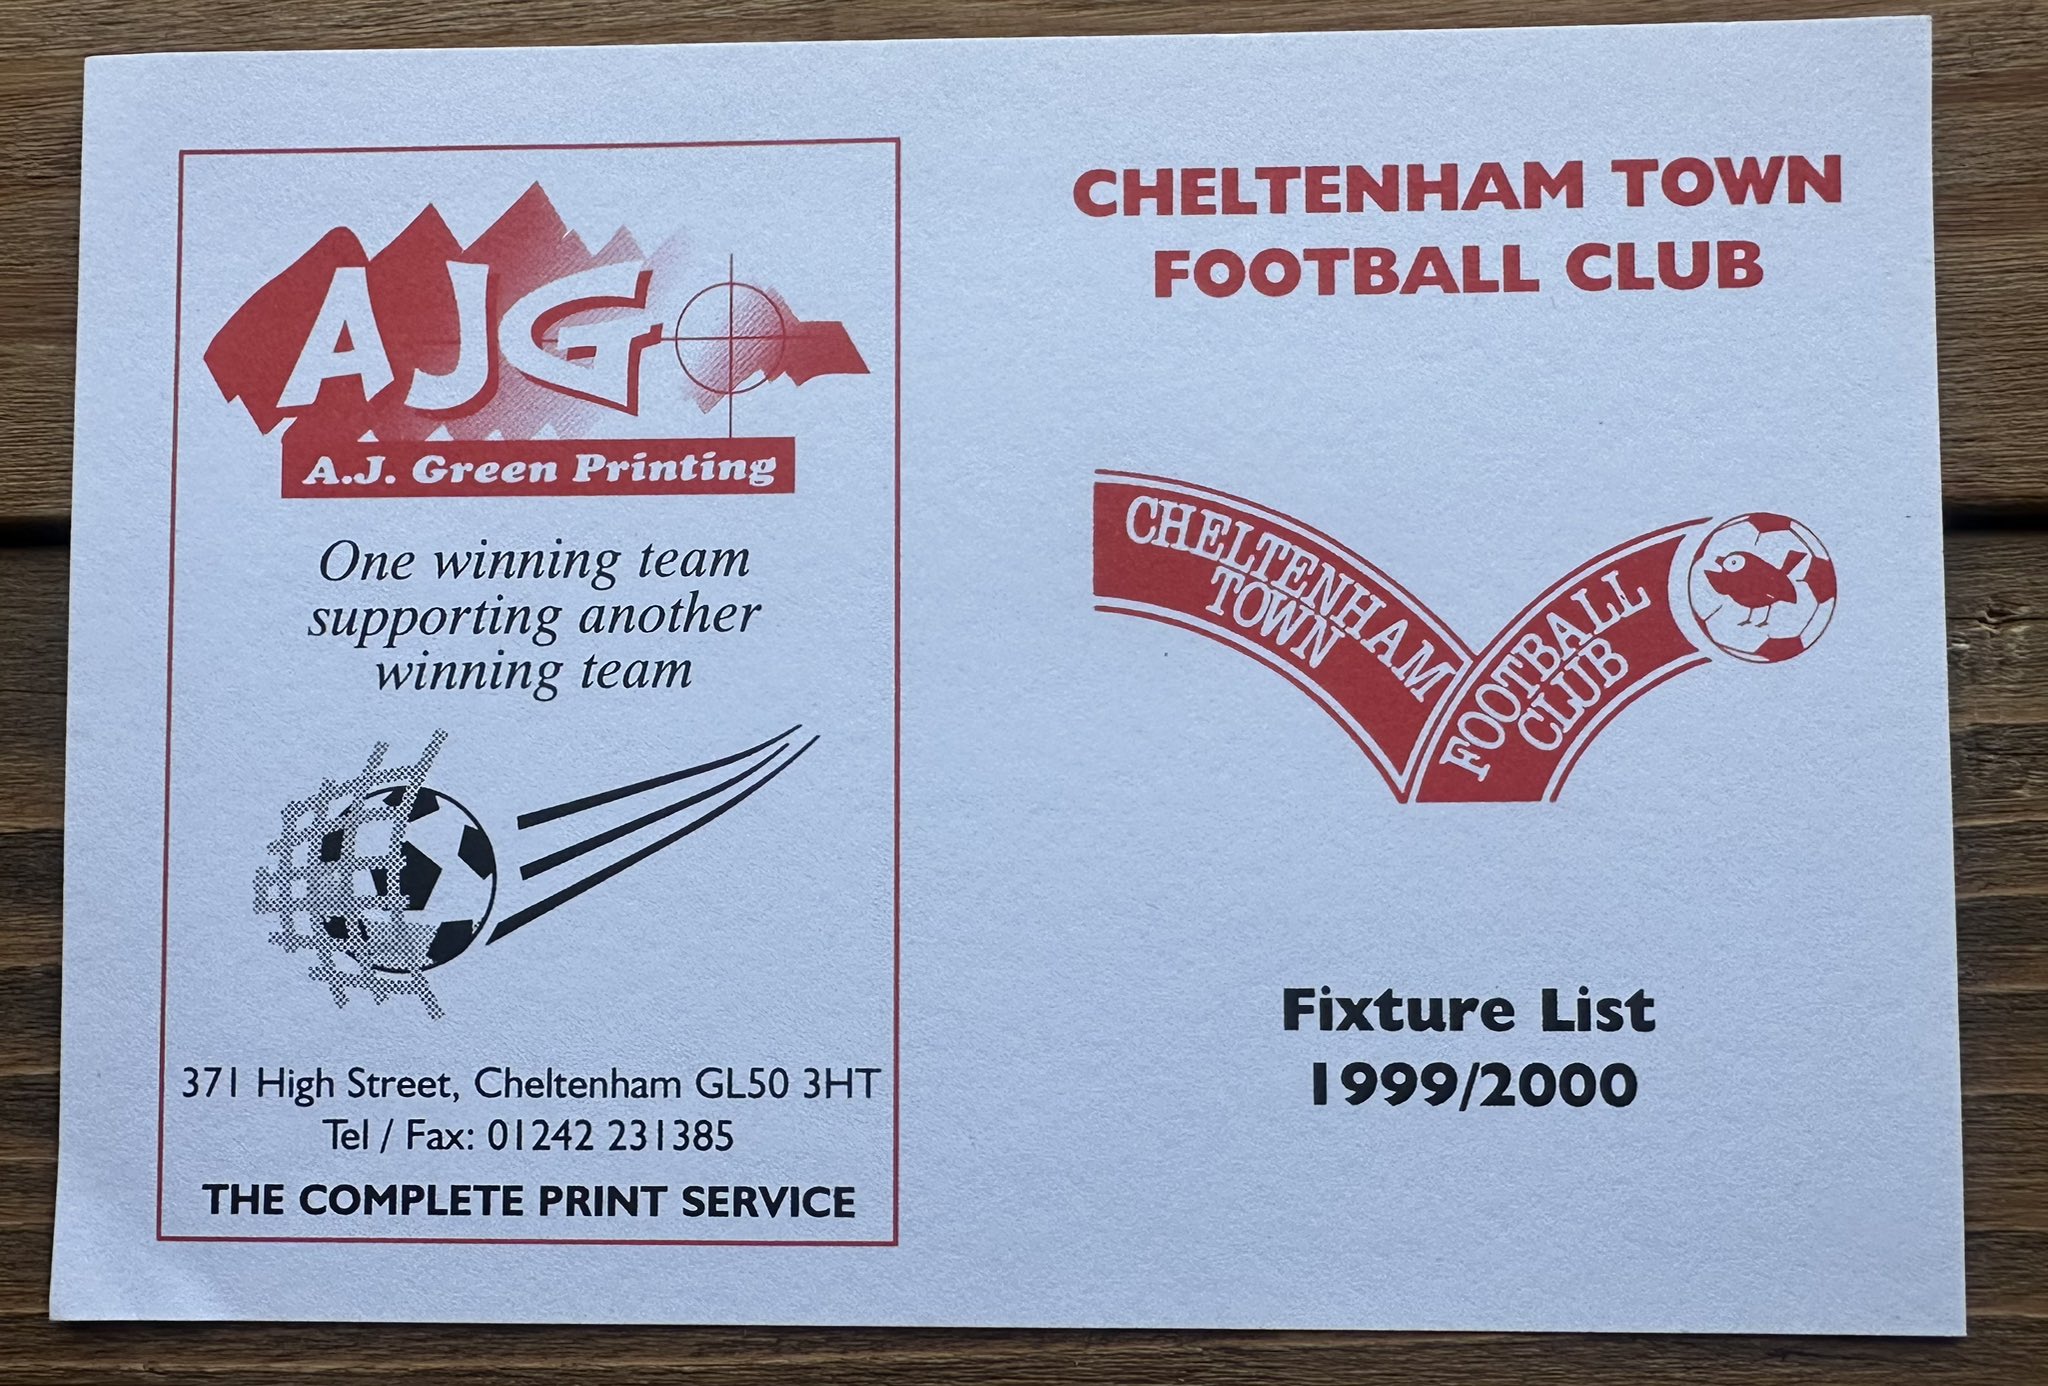 AJG
A.J. Green Printing
One winning team
supporting another
winning team
371 High Street, Cheltenham GL50 3HT
Tel / Fax: 01242 231385
THE COMPLETE PRINT SERVICE
CHELTENHAM TOWN
FOOTBALL CLUB
CHELTENHAM
TOWN
FOOTBALL
CLUB
Fixture List
1999/2000